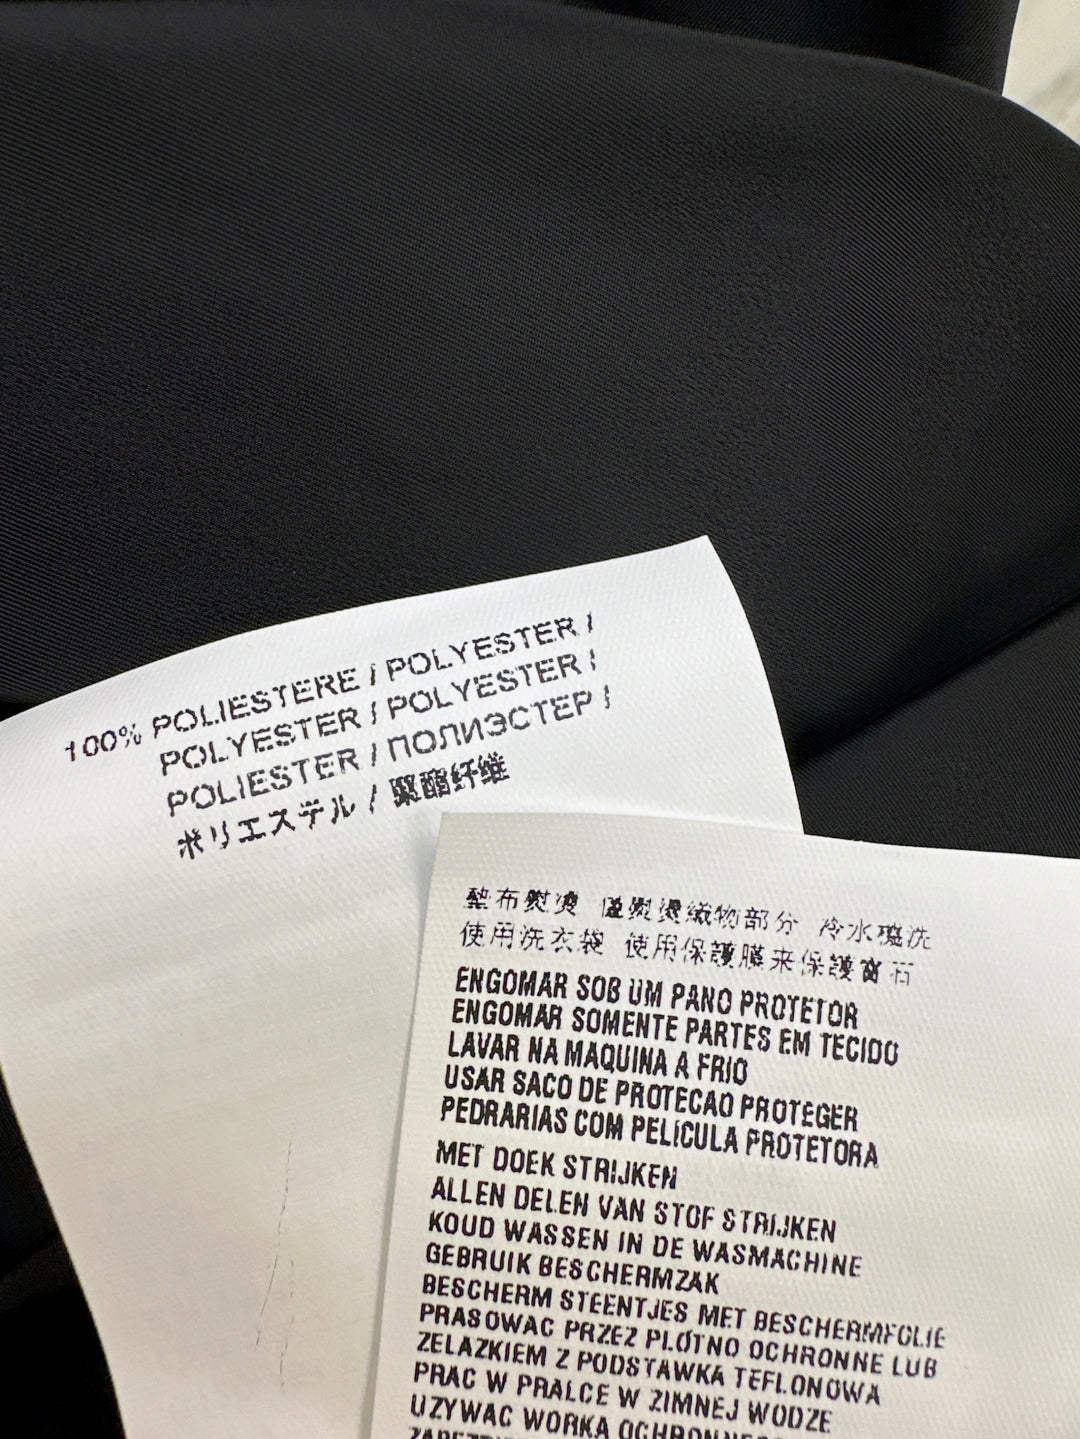 100% POLIESTERE / POLYESTER /
POLYESTER / POLYESTER /
POLIESTER / ПОЛИЭСТЕР /
ポリエステル / 聚酯纤维
墊布熨燙 僅熨燙織物部分 冷水機洗
使用洗衣袋 使用保護膜来保護寶石
ENGOMAR SOB UM PANO PROTETOR
ENGOMAR SOMENTE PARTES EM TECIDO
LAVAR NA MAQUINA A FRIO
USAR SACO DE PROTECAO PROTEGER
PEDRARIAS COM PELICULA PROTETORA
MET DOEK STRIJKEN
ALLEN DELEN VAN STOF STRIJKEN
KOUD WASSEN IN DE WASMACHINE
GEBRUIK BESCHERMZAK
BESCHERM STEENTJES MET BESCHERMFOLIE
PRASOWAC PRZEZ PLOTNO OCHRONNE LUB
ZELAZKIEM Z PODSTAWKA TEFLONOWA
PRAC W PRALCE W ZIMNEJ WODZE
UZYWAC WORKA